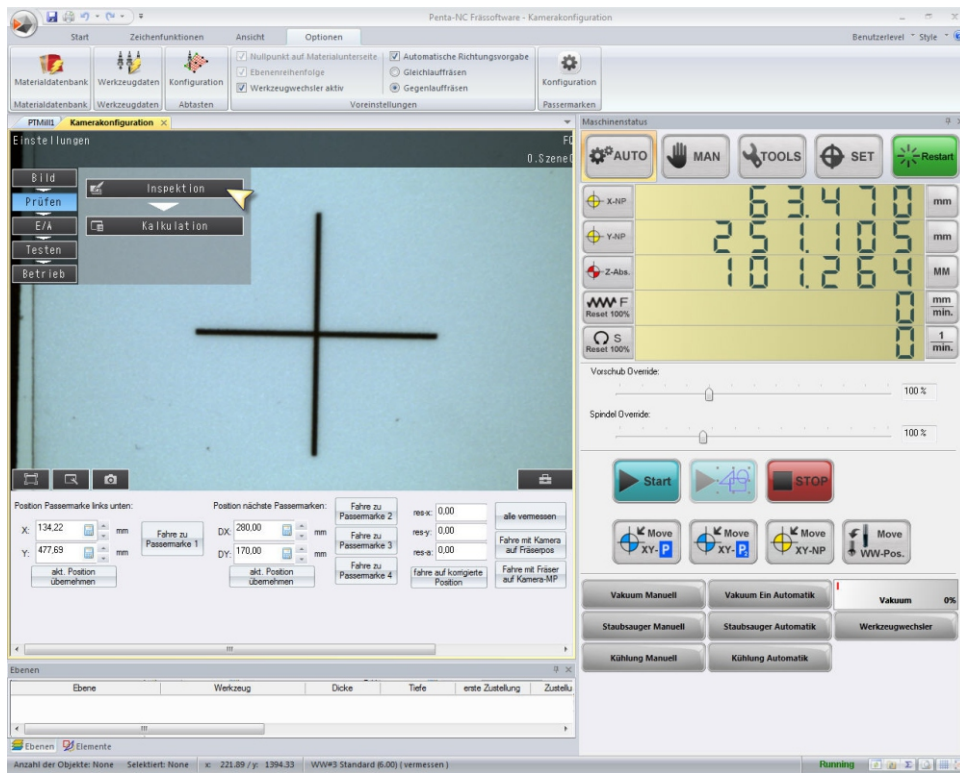 Penta-NC Frässoftware - Kamerakonfiguration
Start Zeichenfunktionen Ansicht Optionen Benutzerlevel Style
Nullpunkt auf Materialunterseite Automatische Richtungsvorgabe
Ebenenreihenfolge Gleichlauffräsen
Werkzeugwechsler aktiv Gegenlauffräsen
Materialdatenbank Werkzeugdaten Konfiguration Konfiguration
Materialdatenbank Werkzeugdaten Abtasten Voreinstellungen Passermarken
PTMill1 Kamerakonfiguration
Einstellungen
0.Szene
Bild
Prüfen
E/A
Testen
Betrieb
Inspektion
Kalkulation
Position Passemarke links unten:
X: 134,22 mm
Y: 477,69 mm
akt. Position
übernehmen
Fahre zu
Passemarke 1
Position nächste Passemarken:
DX: 280,00 mm
DY: 170,00 mm
akt. Position
übernehmen
Fahre zu
Passemarke 2
Fahre zu
Passemarke 3
Fahre zu
Passemarke 4
res-x: 0,00
res-y: 0,00
res-a: 0,00
fahre auf korrigierte
Position
alle vermessen
Fahre mit Kamera
auf Fräserpos
Fahre mit Fräser
auf Kamera-MP
Ebenen
Ebene Werkzeug Dicke Tiefe erste Zustellung Zustellu
Ebenen Elemente
Maschinenstatus
AUTO MAN TOOLS SET Restart
X-NP 63.470 mm
Y-NP 251.105 mm
Z-Abs. 101.264 MM
F
Reset 100% 0 mm
min.
S
Reset 100% 0 1
min.
Vorschub Override:
100 %
Spindel Override:
100 %
Start STOP
Move
XY-P
Move
XY-P
Move
XY-NP
Move
WW-Pos.
Vakuum Manuell Vakuum Ein Automatik Vakuum 0%
Staubsauger Manuell Staubsauger Automatik Werkzeugwechsler
Kühlung Manuell Kühlung Automatik
Anzahl der Objekte: None Selektiert: None x: 221.09 / y: 1394.33 WW#3 Standard (6.00) ( vermessen ) Running